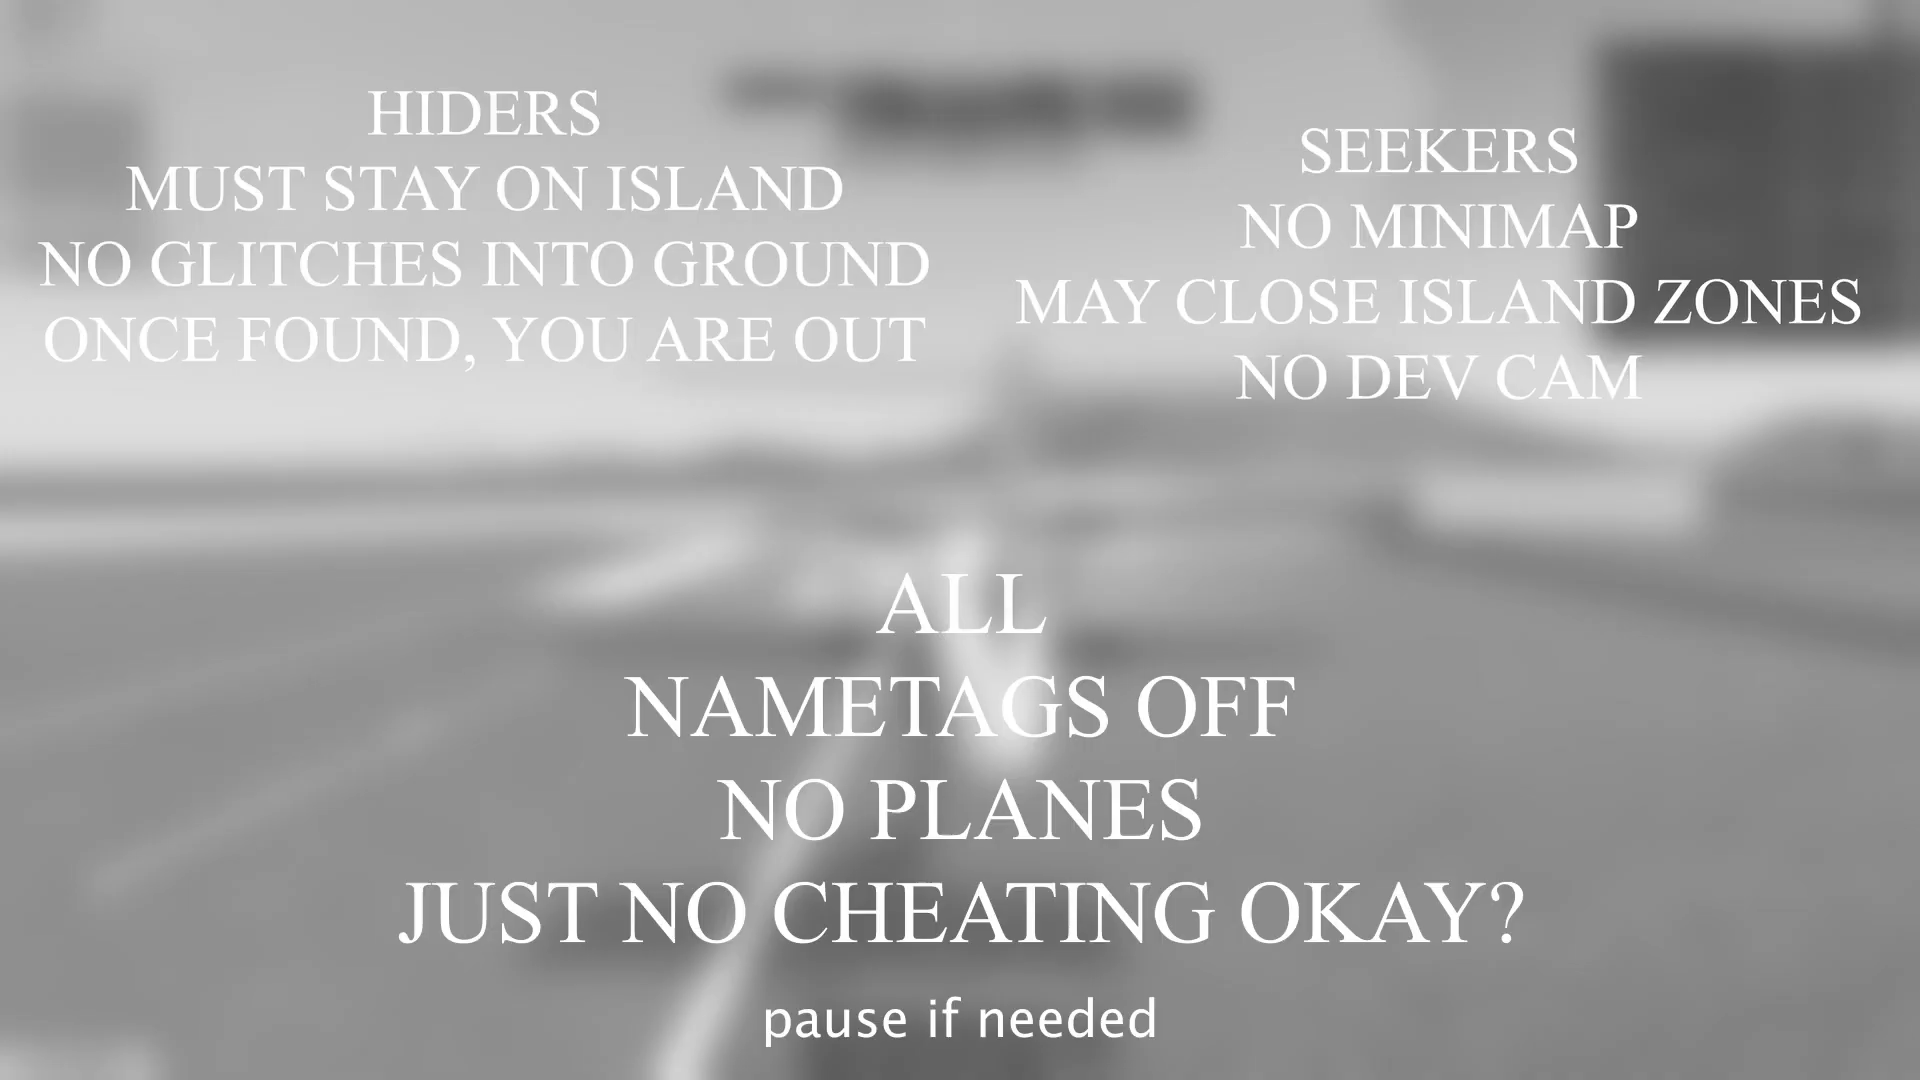 HIDERS
MUST STAY ON ISLAND
NO GLITCHES INTO GROUND
ONCE FOUND, YOU ARE OUT
SEEKERS
NO MINIMAP
MAY CLOSE ISLAND ZONES
NO DEV CAM
ALL
NAMETAGS OFF
NO PLANES
JUST NO CHEATING OKAY?
pause if needed